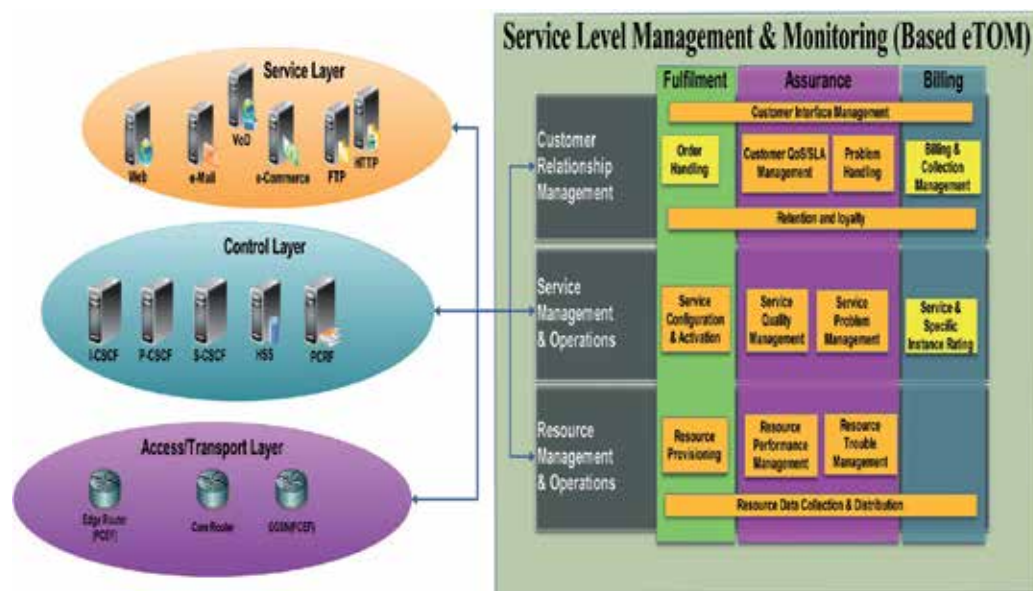 Service Layer
VoD
Web
e-Mail
e-Commerce
FTP
HTTP
Control Layer
I-CSCF
P-CSCF
S-CSCF
HSS
PCRF
Access/Transport Layer
Edge Router
Core Router
Service Level Management & Monitoring (Based eTOM)
Fulfilment
Assurance
Billing
Customer Interface Management
Customer
Relationship
Management
Order
Handling
Customer QoS/SLA
Management
Problem
Handling
Billing &
Collection
Management
Retention and loyalty
Service
Management
& Operations
Service
Configuration
& Activation
Service
Quality
Management
Service
Problem
Management
Service &
Specific
Instance Rating
Resource
Management
& Operations
Resource
Provisioning
Resource
Performance
Management
Resource
Trouble
Management
Resource Data Collection & Distribution